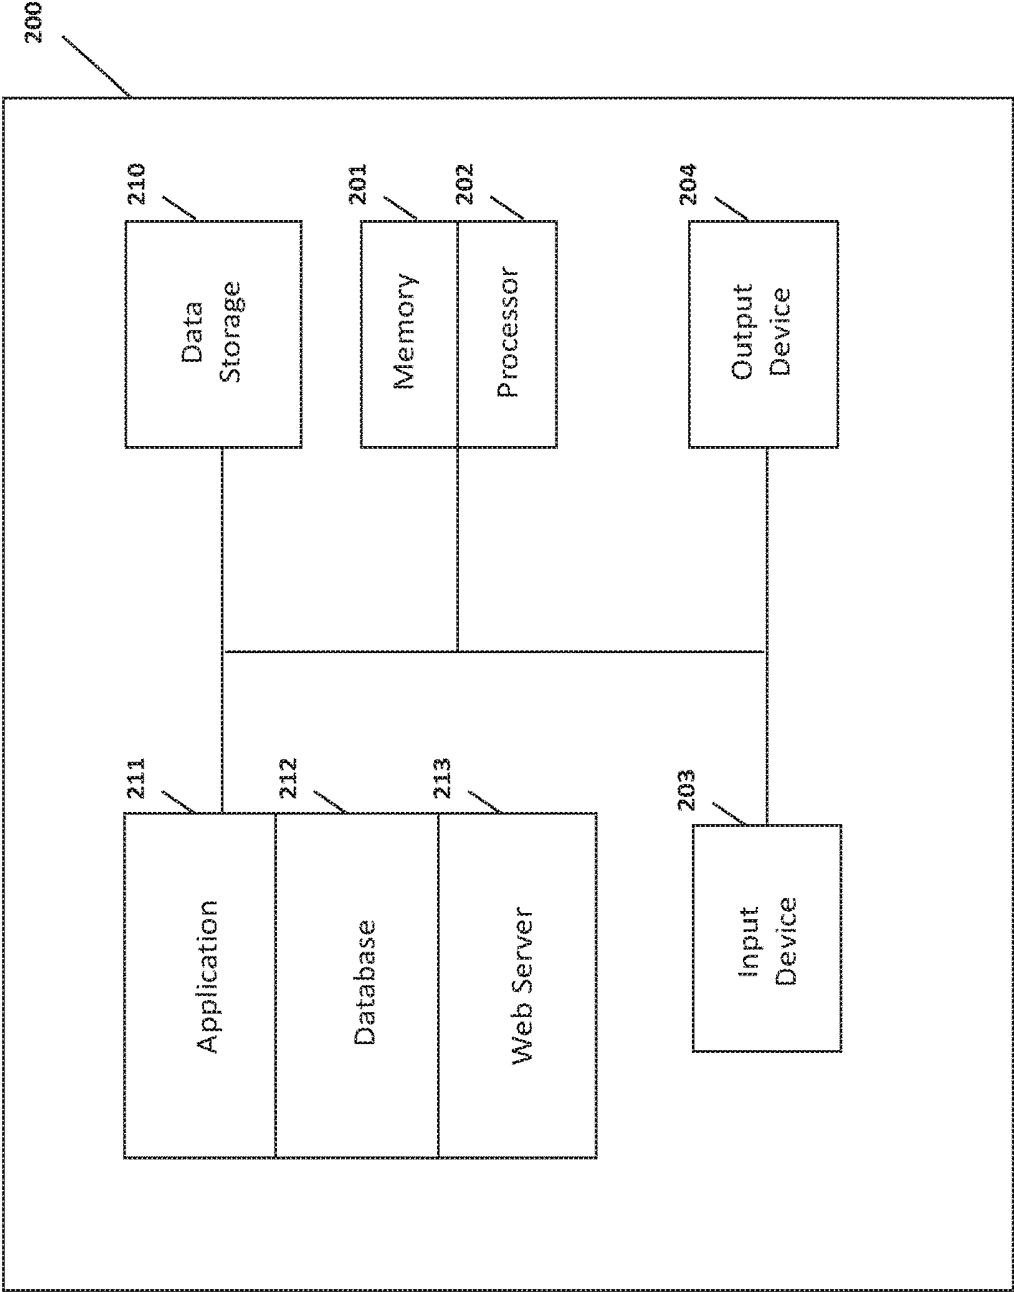 200
211
Application
212
Database
213
Web Server
210
Data
Storage
201
Memory
202
Processor
203
Input
Device
204
Output
Device